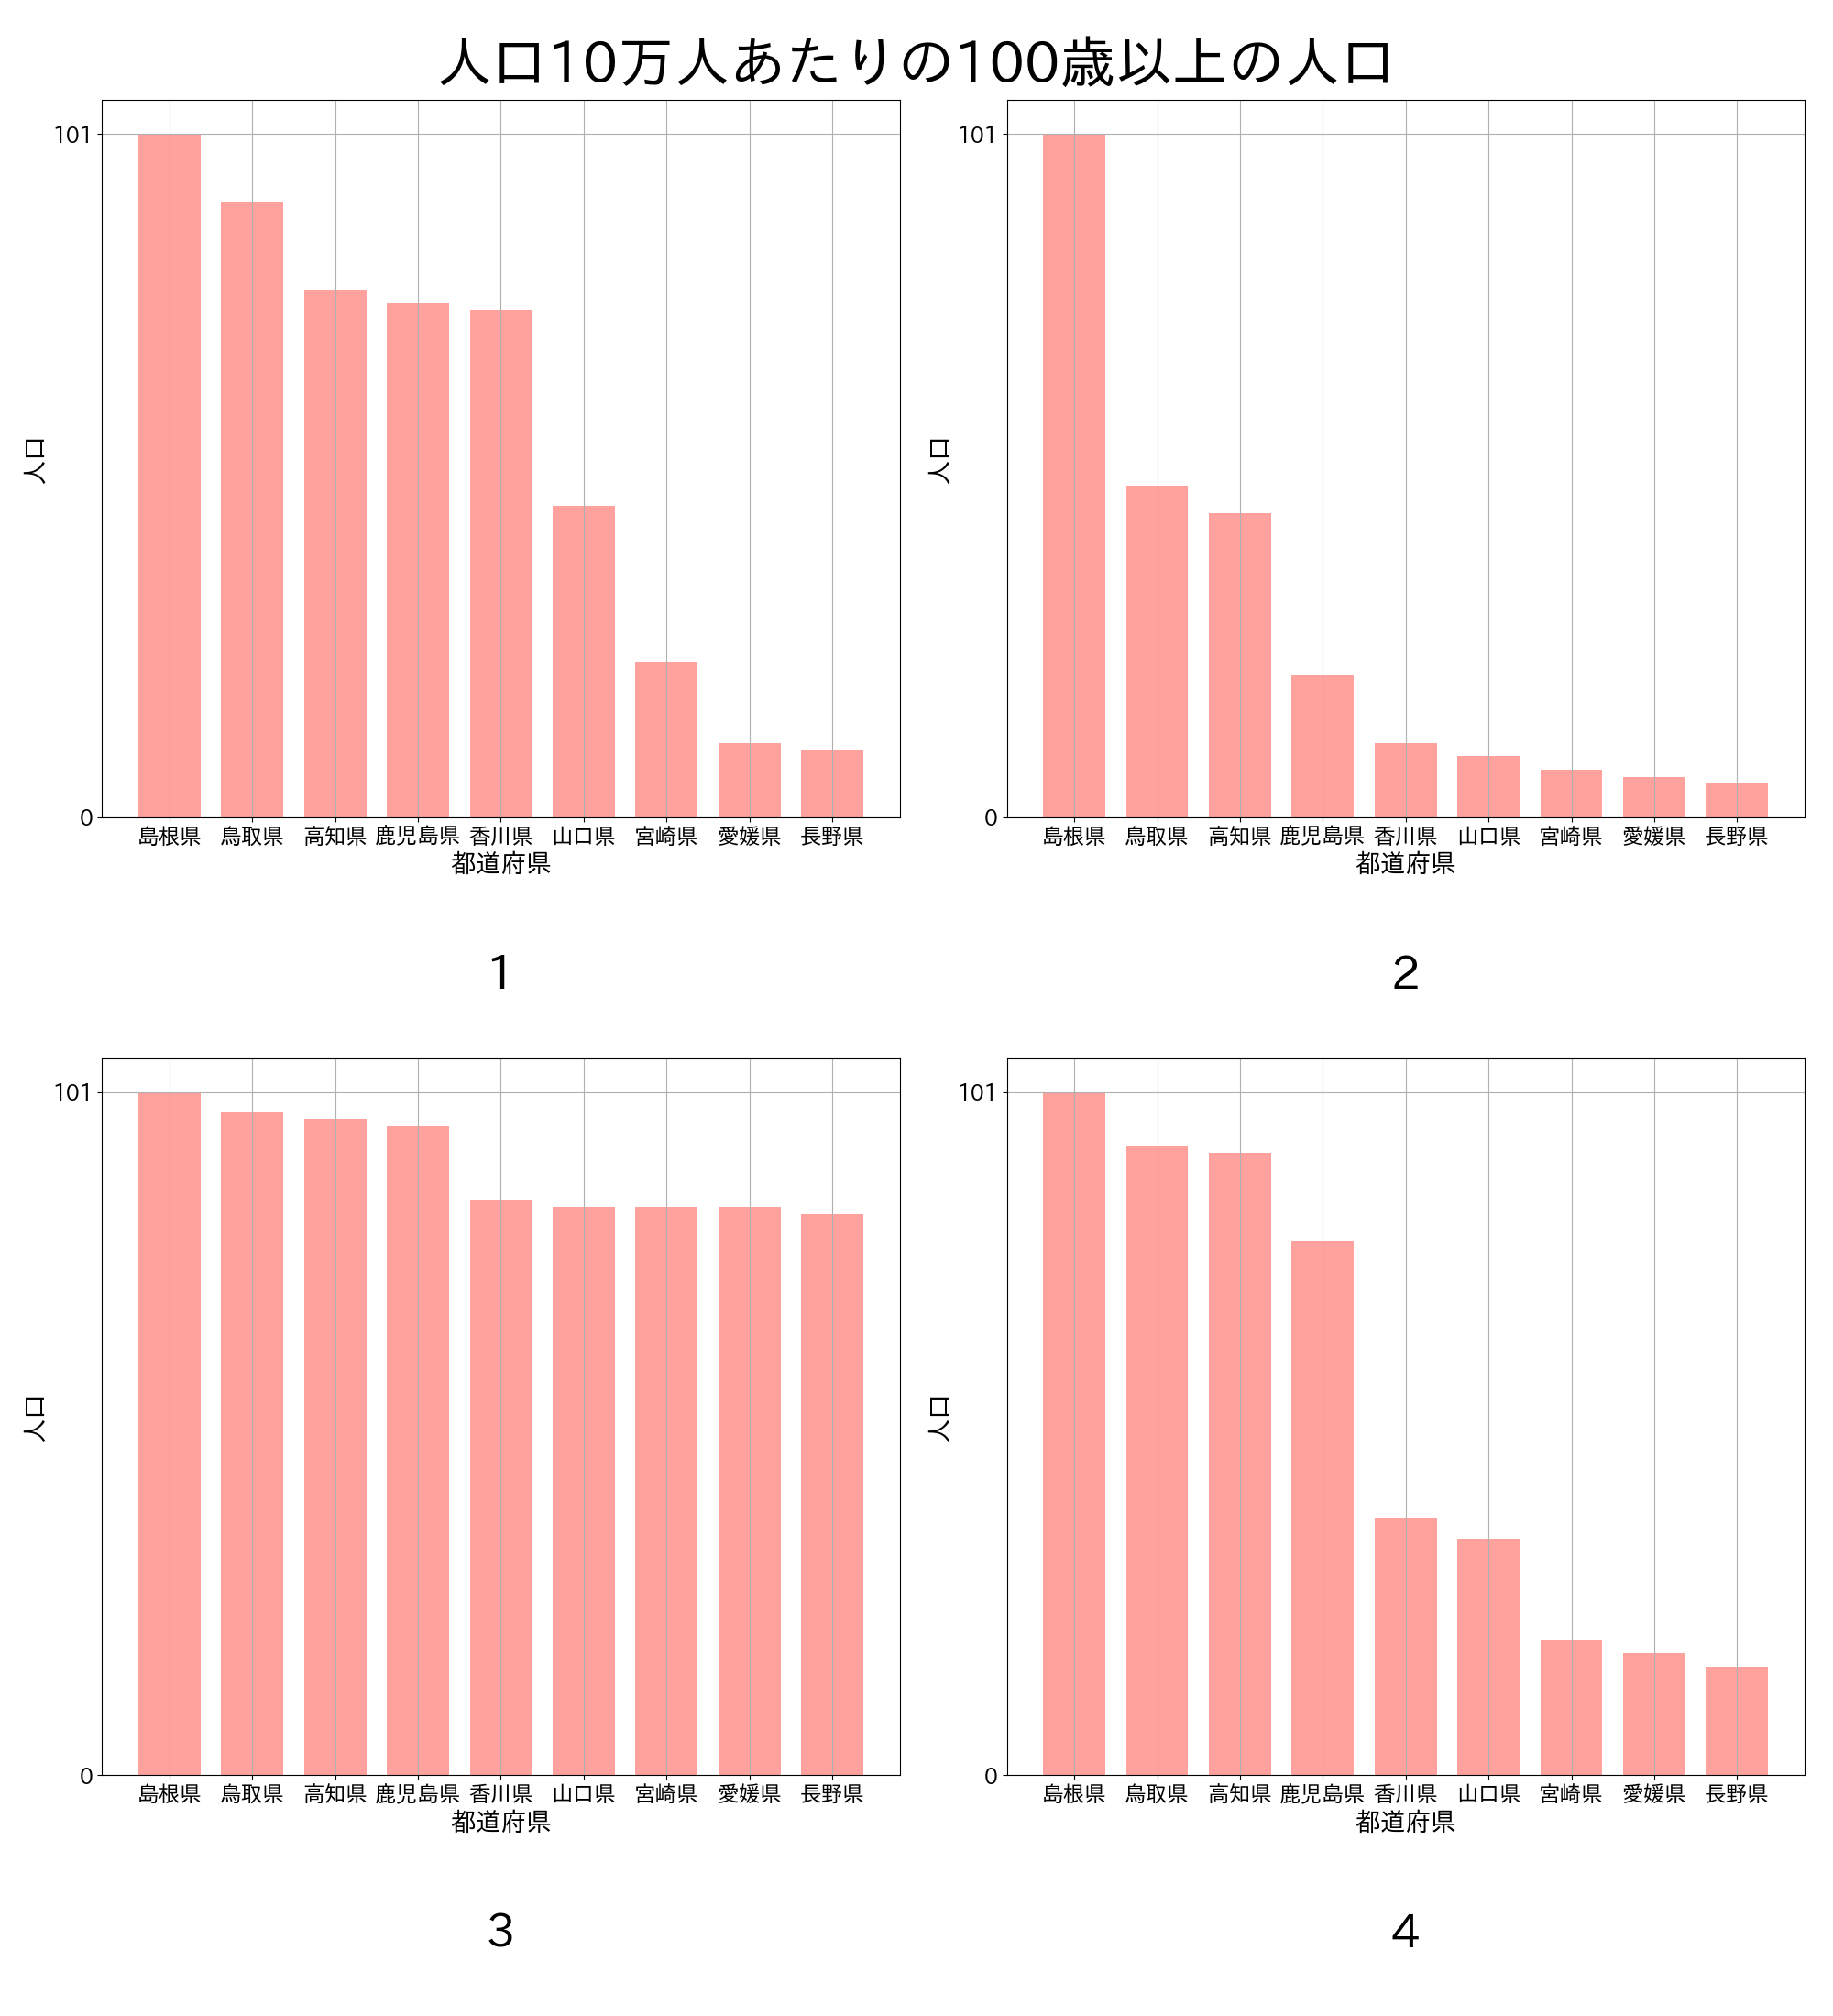 人口10万人あたりの100歳以上の人口
101
0
人口
島根県 鳥取県 高知県 鹿児島県 香川県 山口県 宮崎県 愛媛県 長野県
都道府県
1
101
0
人口
島根県 鳥取県 高知県 鹿児島県 香川県 山口県 宮崎県 愛媛県 長野県
都道府県
2
101
0
人口
島根県 鳥取県 高知県 鹿児島県 香川県 山口県 宮崎県 愛媛県 長野県
都道府県
3
101
0
人口
島根県 鳥取県 高知県 鹿児島県 香川県 山口県 宮崎県 愛媛県 長野県
都道府県
4